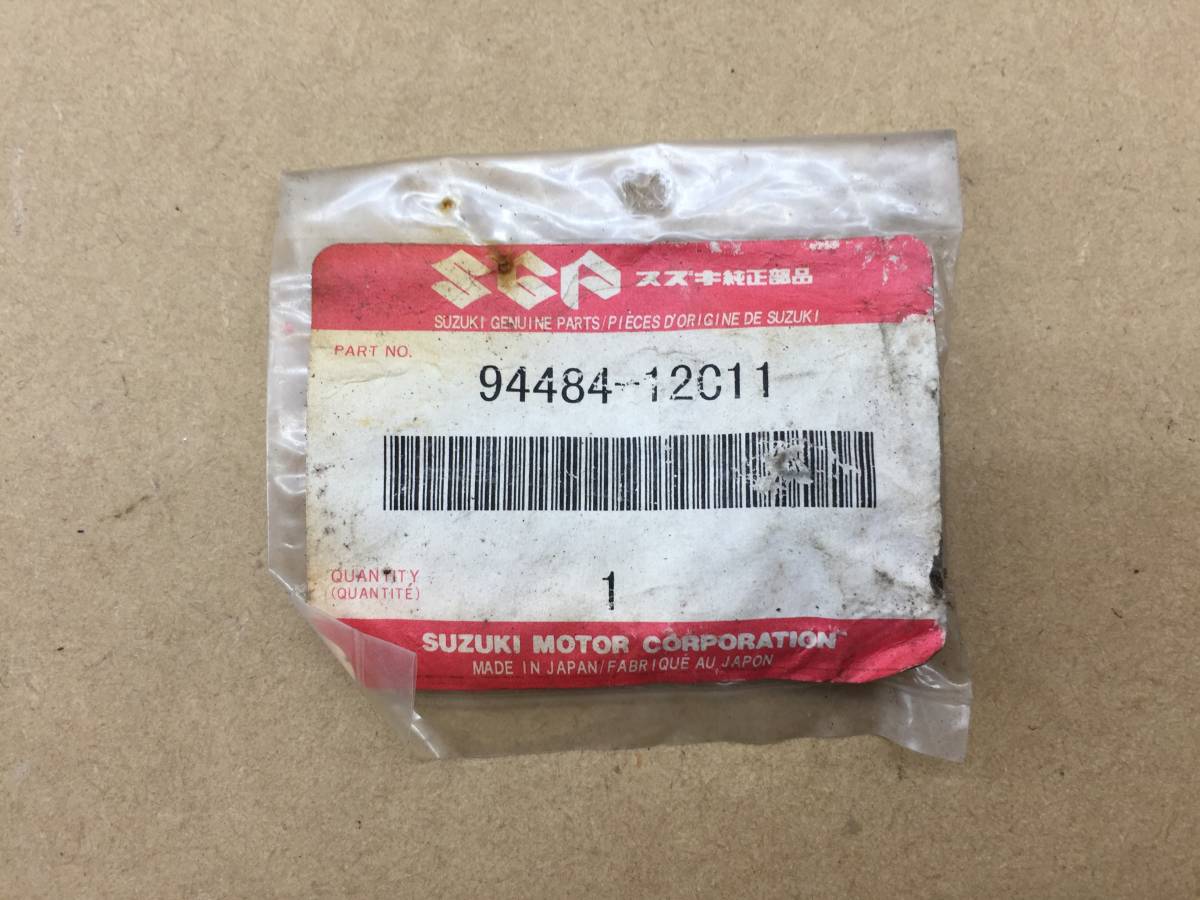 SGP スズキ純正部品
SUZUKI GENUINE PARTS/PIÈCES D'ORIGINE DE SUZUKI
PART NO.
94484-12C11
QUANTITY
(QUANTITÉ)
1
SUZUKI MOTOR CORPORATION
MADE IN JAPAN/FABRIQUÉ AU JAPON